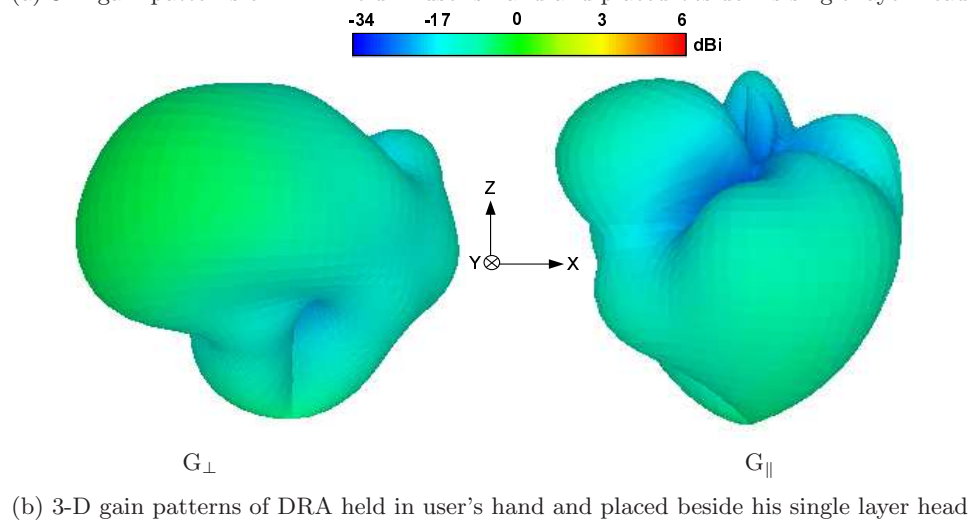 -34 -17 0 3 6
dBi
Z
Y X
G⊥ G∥
(b) 3-D gain patterns of DRA held in user's hand and placed beside his single layer head